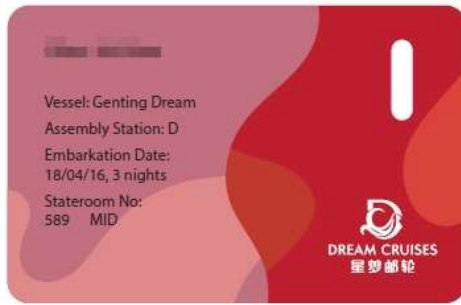 Vessel: Genting Dream
Assembly Station: D
Embarkation Date:
18/04/16, 3 nights
Stateroom No:
589 MID
DREAM CRUISES
星梦邮轮